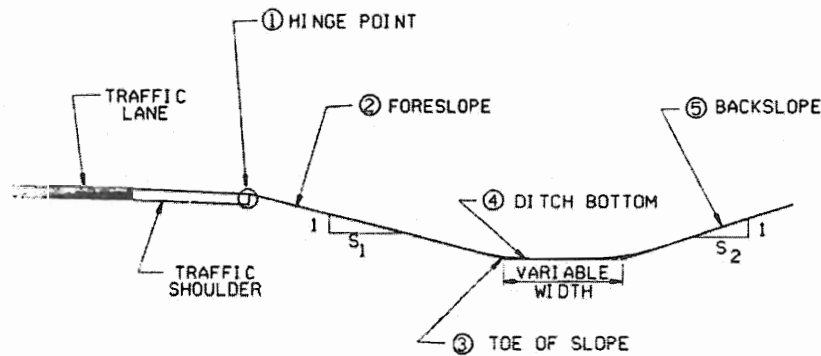 ① HINGE POINT
TRAFFIC
LANE
② FORESLOPE
⑤ BACKSLOPE
④ DITCH BOTTOM
1
S1
1
S2
TRAFFIC
SHOULDER
VARIABLE
WIDTH
③ TOE OF SLOPE